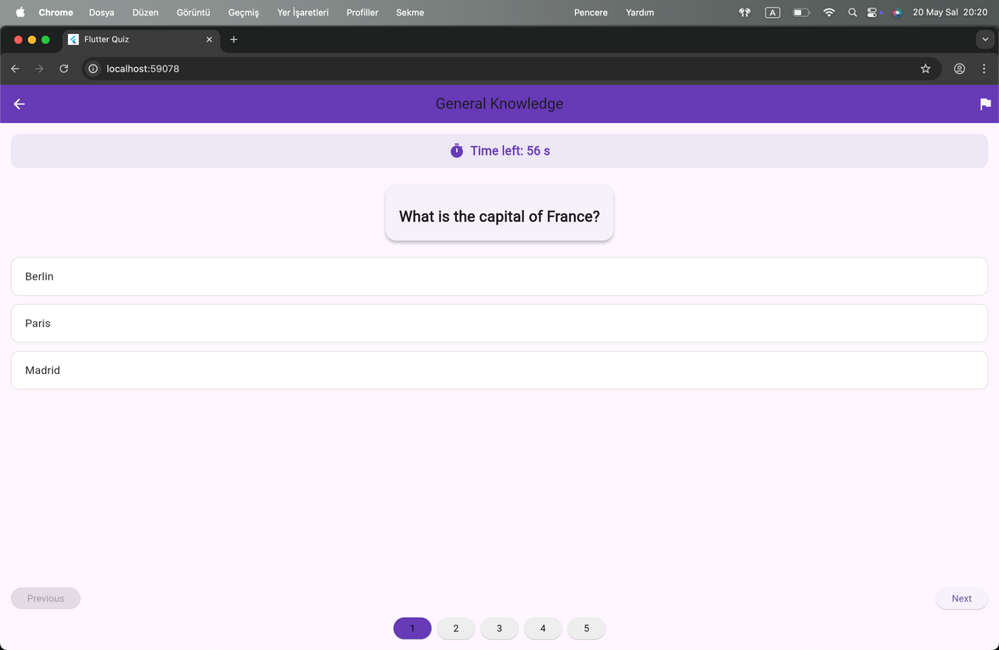 Chrome Dosya Düzen Görüntü Geçmiş Yer İşaretleri Profiller Sekme Pencere Yardım A 20 May Sal 20:20
Flutter Quiz
localhost:59078
General Knowledge
Time left: 56 s
What is the capital of France?
Berlin
Paris
Madrid
Previous Next
1 2 3 4 5